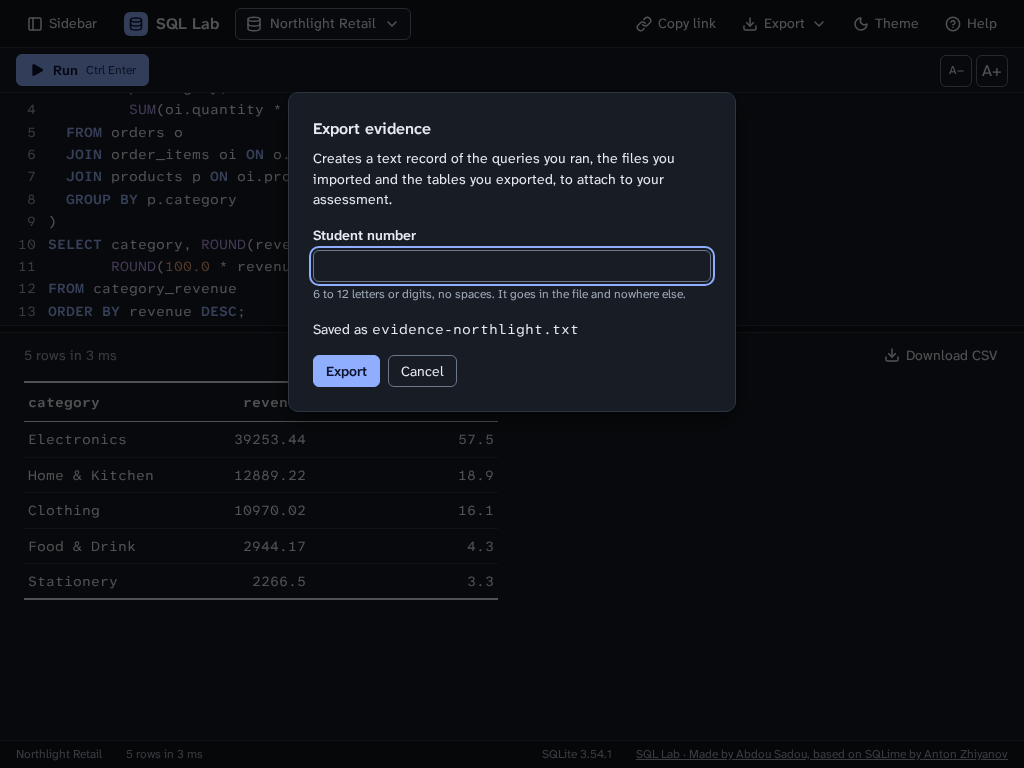 Sidebar
SQL Lab
Northlight Retail
Copy link
Export
Theme
Help
Run Ctrl Enter
A−
A+
4 SUM(oi.quantity *
5 FROM orders o
6 JOIN order_items oi ON o.
7 JOIN products p ON oi.pro
8 GROUP BY p.category
9 )
10 SELECT category, ROUND(reve
11 ROUND(100.0 * revenu
12 FROM category_revenue
13 ORDER BY revenue DESC;
Export evidence
Creates a text record of the queries you ran, the files you
imported and the tables you exported, to attach to your
assessment.
Student number
6 to 12 letters or digits, no spaces. It goes in the file and nowhere else.
Saved as evidence-northlight.txt
Export
Cancel
5 rows in 3 ms
Download CSV
category reven
Electronics 39253.44 57.5
Home & Kitchen 12889.22 18.9
Clothing 10970.02 16.1
Food & Drink 2944.17 4.3
Stationery 2266.5 3.3
Northlight Retail
5 rows in 3 ms
SQLite 3.54.1
SQL Lab · Made by Abdou Sadou, based on SQLime by Anton Zhiyanov